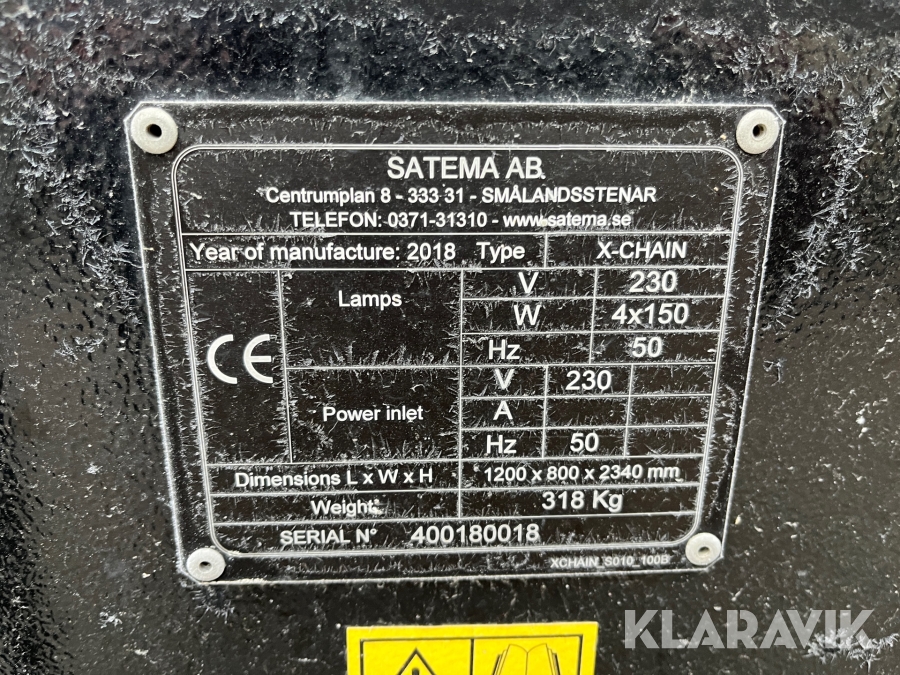 KLARAVIK
SATEMA AB.
Centrumplan 8 - 333 31 - SMÅLANDSSTENAR
TELEFON: 0371-31310 - www.satema.se
Year of manufacture: 2018 Type X-CHAIN
CE
Lamps
V 230
W 4x150
Hz 50
Power inlet
V 230
A
Hz 50
Dimensions L x W x H 1200 x 800 x 2340 mm
Weight: 318 Kg
SERIAL N° 400180018
XCHAIN_S010_100B
KLARAVIK